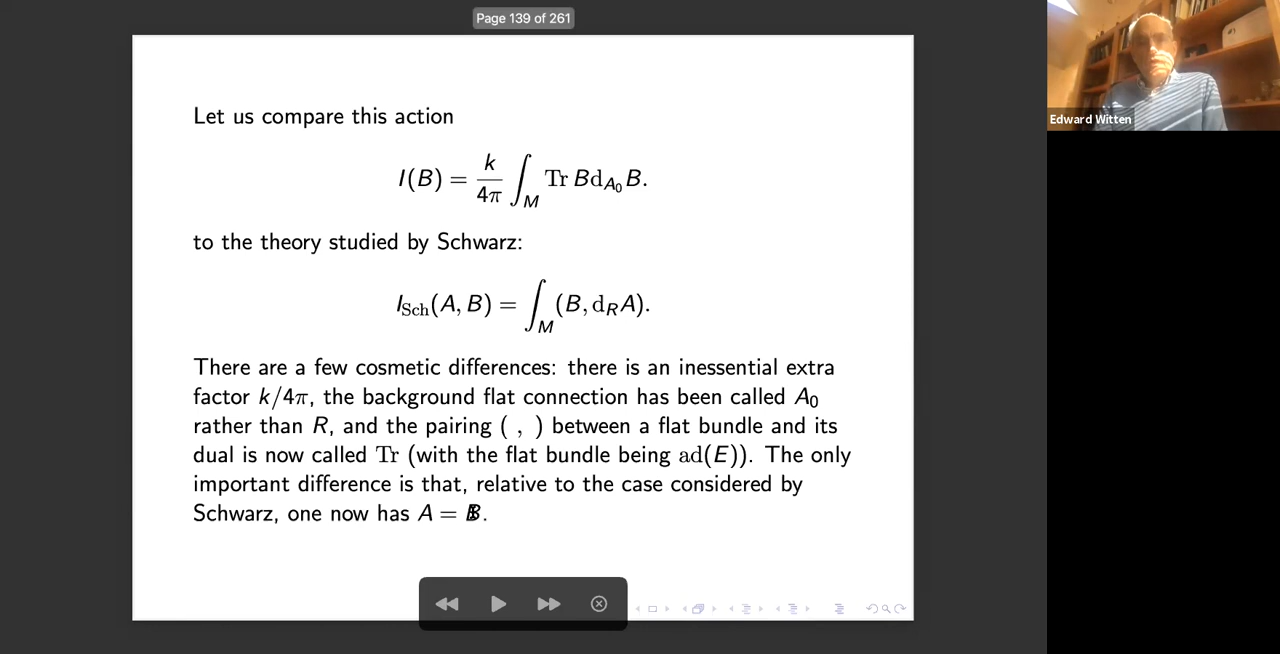 Page 139 of 261
Let us compare this action
I(B) = k/4π ∫_M Tr Bd_{A_0} B.
to the theory studied by Schwarz:
I_Sch(A, B) = ∫_M (B, d_R A).
There are a few cosmetic differences: there is an inessential extra
factor k/4π, the background flat connection has been called A_0
rather than R, and the pairing ( , ) between a flat bundle and its
dual is now called Tr (with the flat bundle being ad(E)). The only
important difference is that, relative to the case considered by
Schwarz, one now has A = B.
Edward Witten